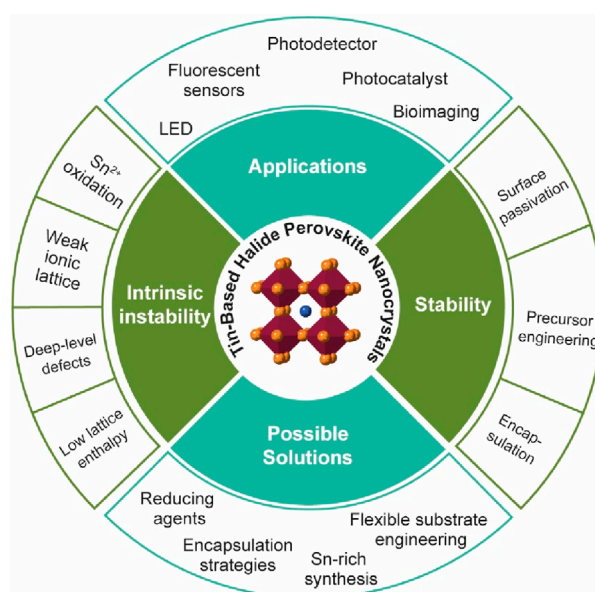 Photodetector
Fluorescent
sensors
Photocatalyst
Bioimaging
LED
Applications
Sn²⁺
oxidation
Weak
ionic
lattice
Deep-level
defects
Low lattice
enthalpy
Intrinsic
instability
Tin-Based Halide Perovskite Nanocrystals
Stability
Surface
passivation
Precursor
engineering
Encap-
sulation
Possible
Solutions
Reducing
agents
Encapsulation
strategies
Sn-rich
synthesis
Flexible substrate
engineering